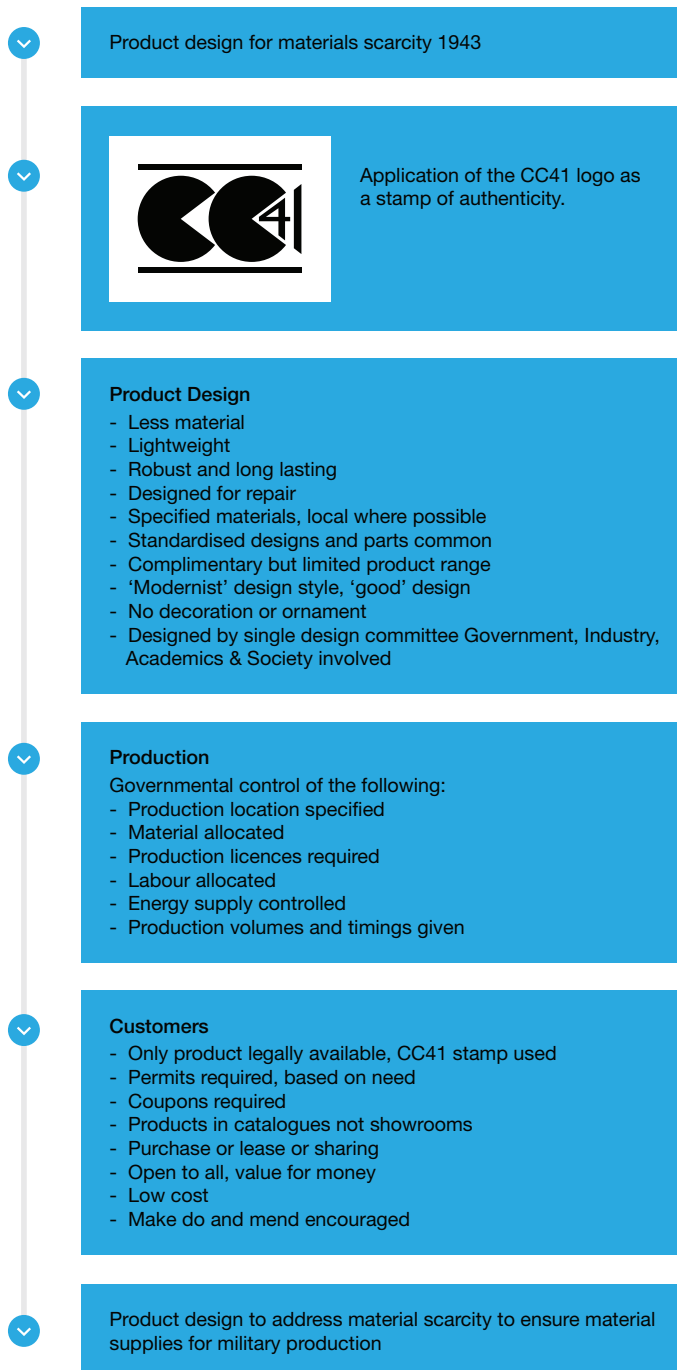 Product design for materials scarcity 1943
CC41
Application of the CC41 logo as
a stamp of authenticity.
Product Design
- Less material
- Lightweight
- Robust and long lasting
- Designed for repair
- Specified materials, local where possible
- Standardised designs and parts common
- Complimentary but limited product range
- ‘Modernist’ design style, ‘good’ design
- No decoration or ornament
- Designed by single design committee Government, Industry,
Academics & Society involved
Production
Governmental control of the following:
- Production location specified
- Material allocated
- Production licences required
- Labour allocated
- Energy supply controlled
- Production volumes and timings given
Customers
- Only product legally available, CC41 stamp used
- Permits required, based on need
- Coupons required
- Products in catalogues not showrooms
- Purchase or lease or sharing
- Open to all, value for money
- Low cost
- Make do and mend encouraged
Product design to address material scarcity to ensure material
supplies for military production